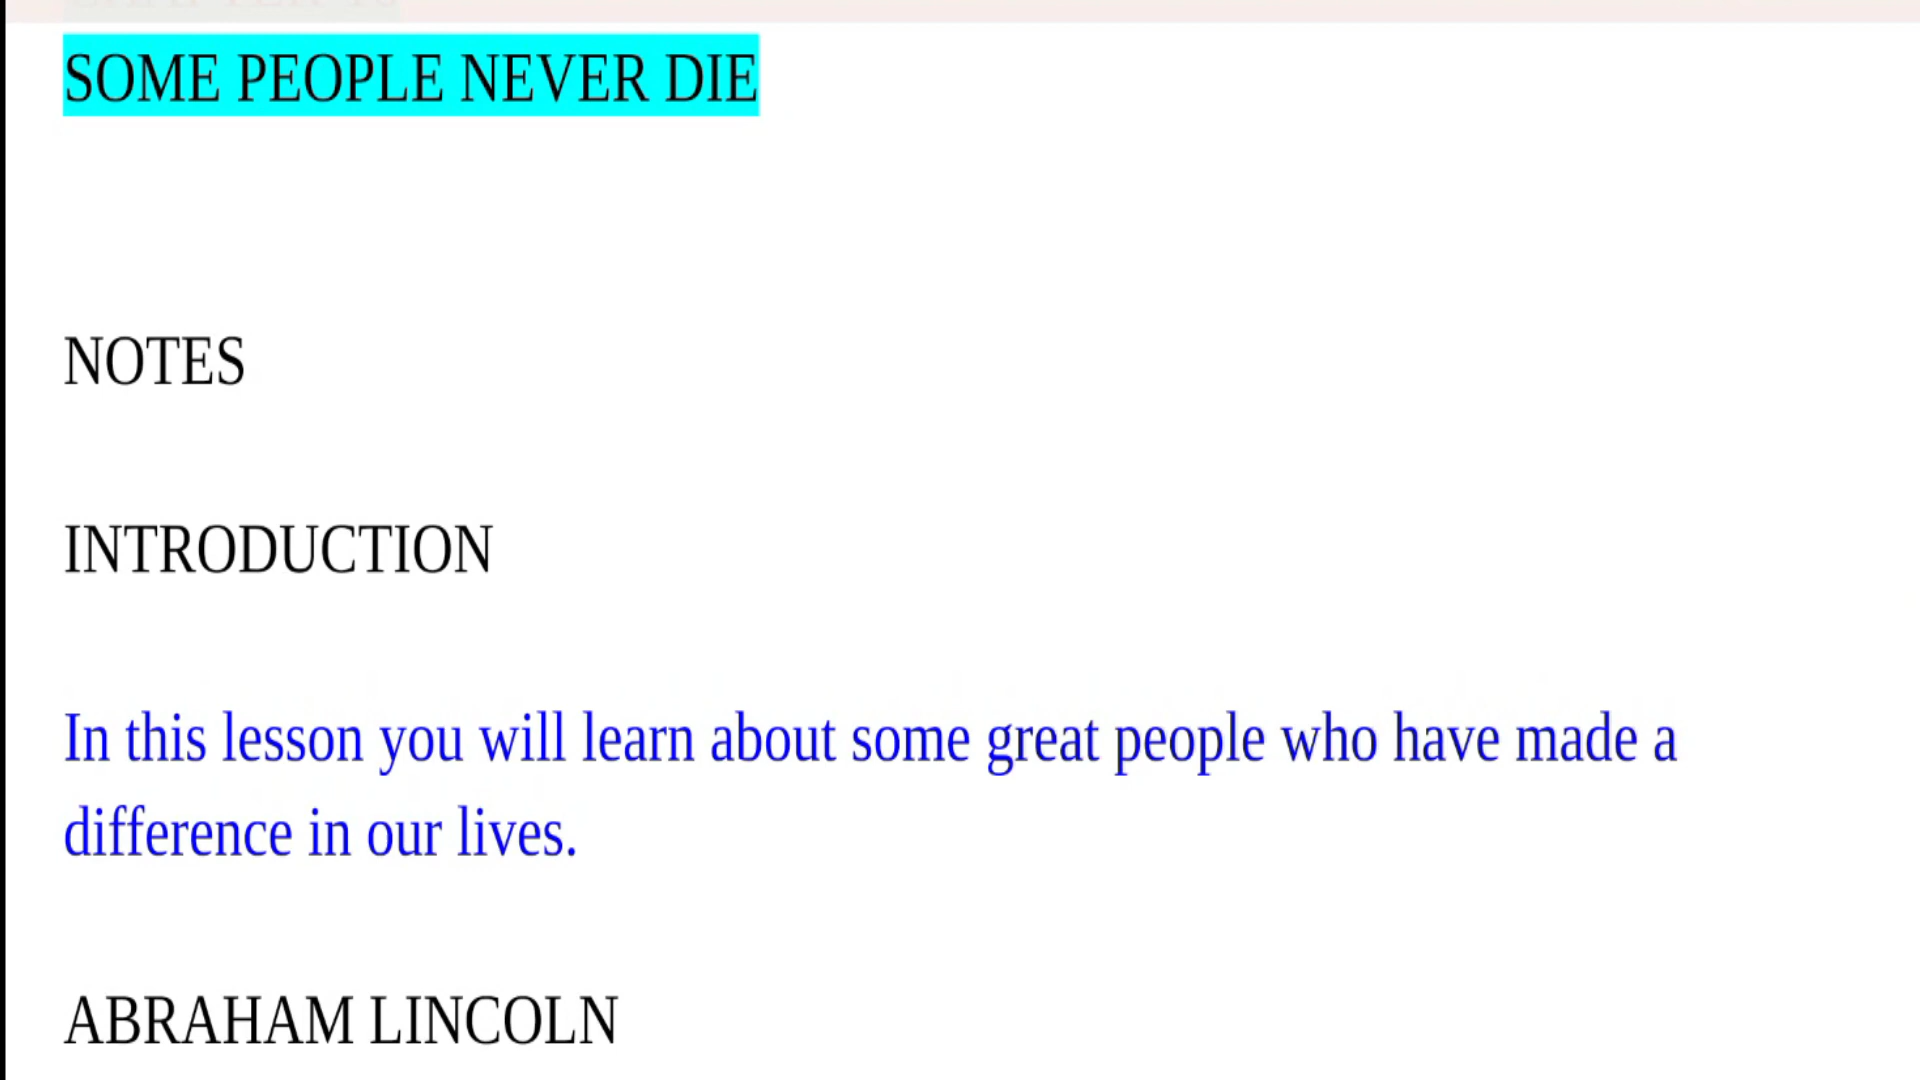 SOME PEOPLE NEVER DIE
NOTES
INTRODUCTION
In this lesson you will learn about some great people who have made a
difference in our lives.
ABRAHAM LINCOLN